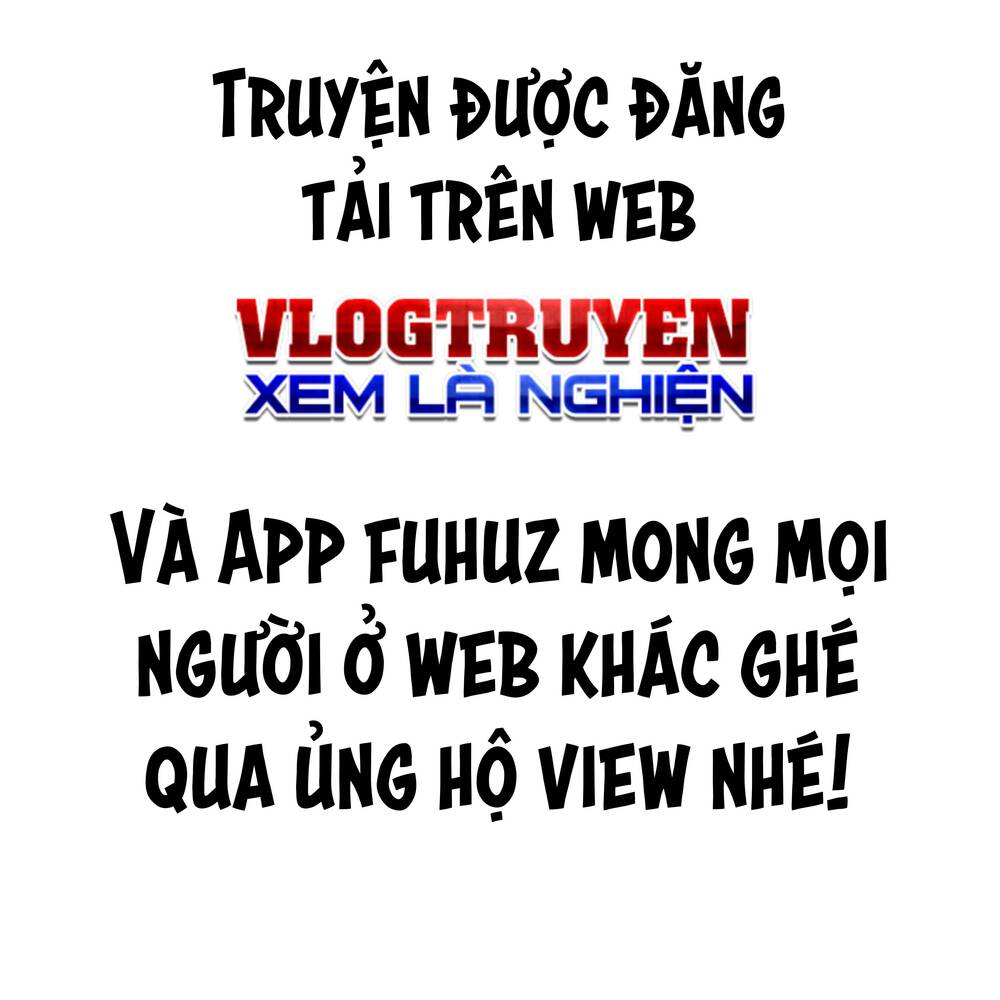 TRUYỆN ĐƯỢC ĐĂNG
TẢI TRÊN WEB
VLOGTRUYEN
XEM LÀ NGHIỆN
VÀ APP FUHUZ MONG MỌI
NGƯỜI Ở WEB KHÁC GHÉ
QUA ỦNG HỘ VIEW NHÉ!